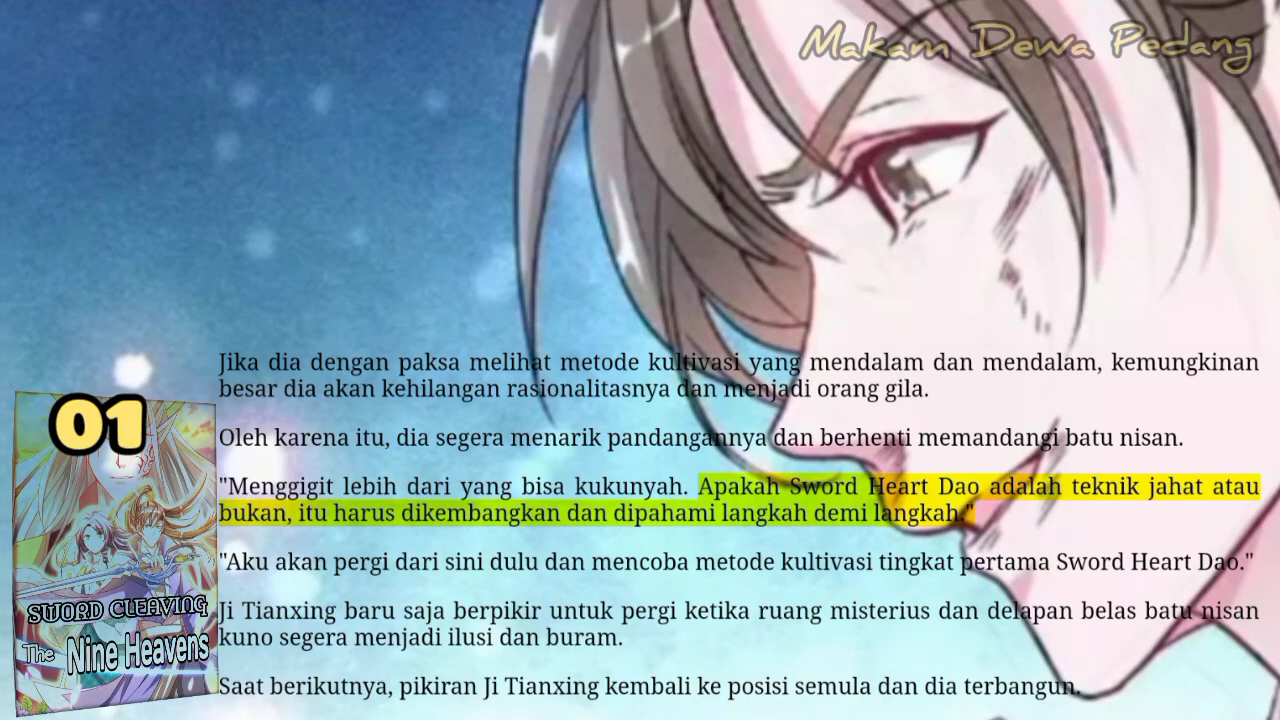 Makam Dewa Pedang
Jika dia dengan paksa melihat metode kultivasi yang mendalam dan mendalam, kemungkinan
besar dia akan kehilangan rasionalitasnya dan menjadi orang gila.
Oleh karena itu, dia segera menarik pandangannya dan berhenti memandangi batu nisan.
"Menggigit lebih dari yang bisa kukunyah. Apakah Sword Heart Dao adalah teknik jahat atau
bukan, itu harus dikembangkan dan dipahami langkah demi langkah."
"Aku akan pergi dari sini dulu dan mencoba metode kultivasi tingkat pertama Sword Heart Dao."
Ji Tianxing baru saja berpikir untuk pergi ketika ruang misterius dan delapan belas batu nisan
kuno segera menjadi ilusi dan buram.
Saat berikutnya, pikiran Ji Tianxing kembali ke posisi semula dan dia terbangun.
01
SWORD CLEAVING
The Nine Heavens